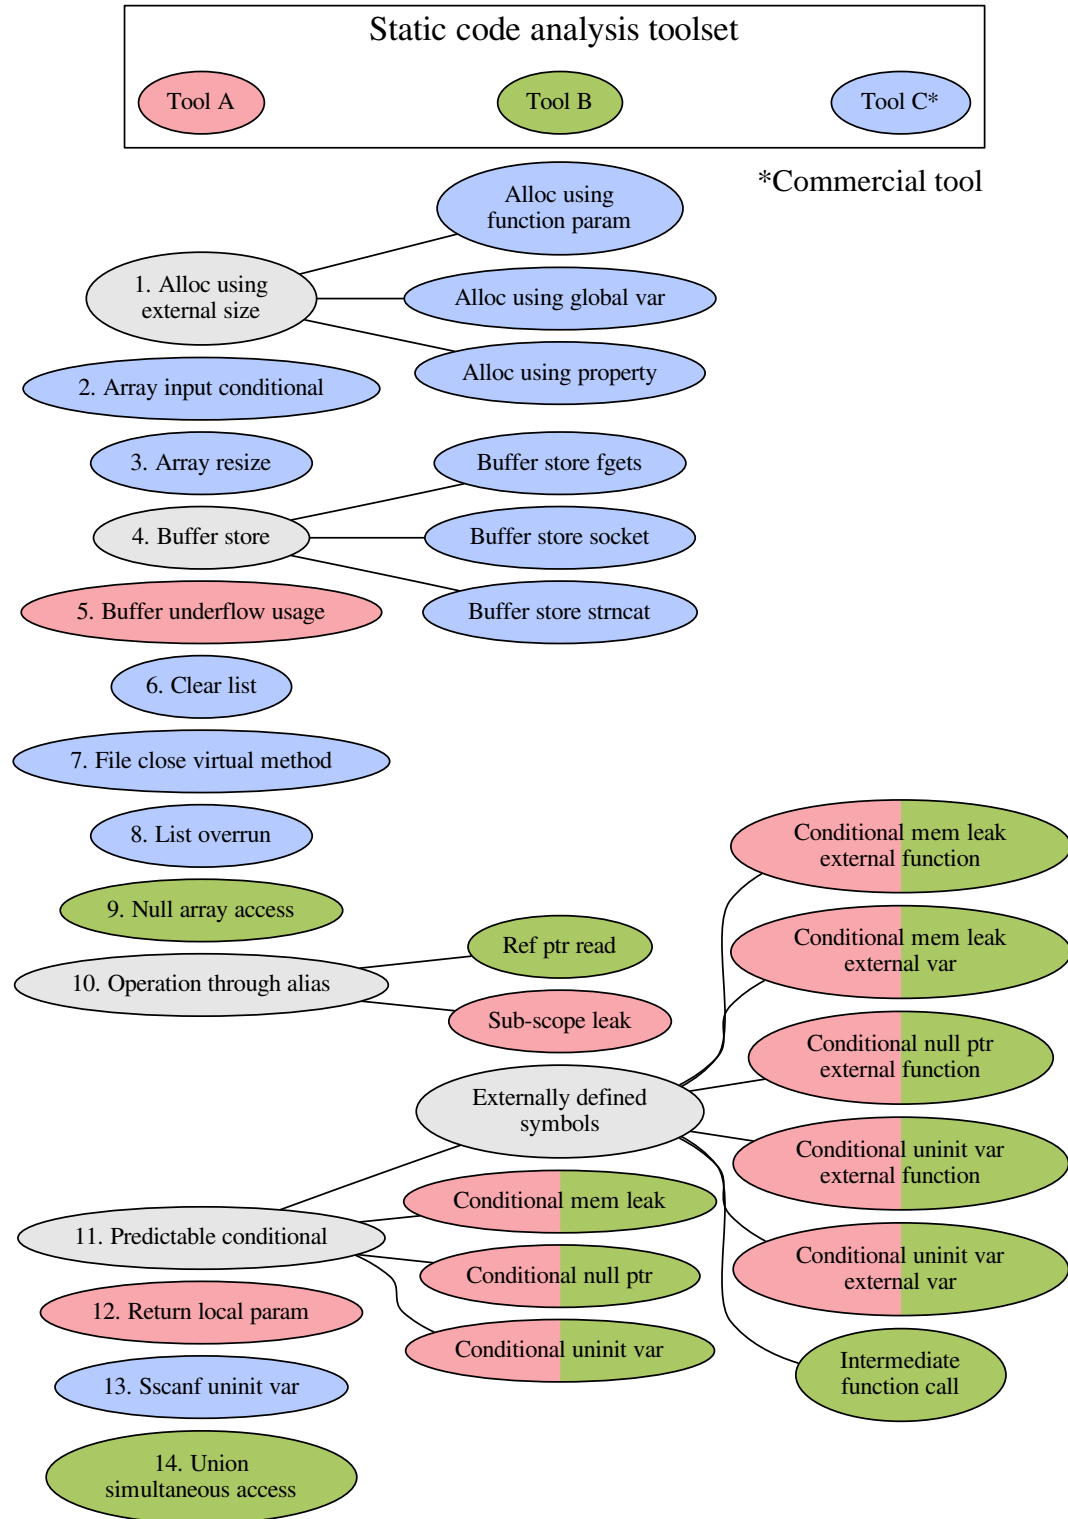 Static code analysis toolset
Tool A
Tool B
Tool C*
*Commercial tool
Alloc using
function param
1. Alloc using
external size
Alloc using global var
Alloc using property
2. Array input conditional
3. Array resize
Buffer store fgets
4. Buffer store
Buffer store socket
Buffer store strncat
5. Buffer underflow usage
6. Clear list
7. File close virtual method
8. List overrun
9. Null array access
10. Operation through alias
Ref ptr read
Sub-scope leak
Externally defined
symbols
Conditional mem leak
external function
Conditional mem leak
external var
Conditional null ptr
external function
Conditional uninit var
external function
Conditional uninit var
external var
Intermediate
function call
11. Predictable conditional
Conditional mem leak
Conditional null ptr
Conditional uninit var
12. Return local param
13. Sscanf uninit var
14. Union
simultaneous access